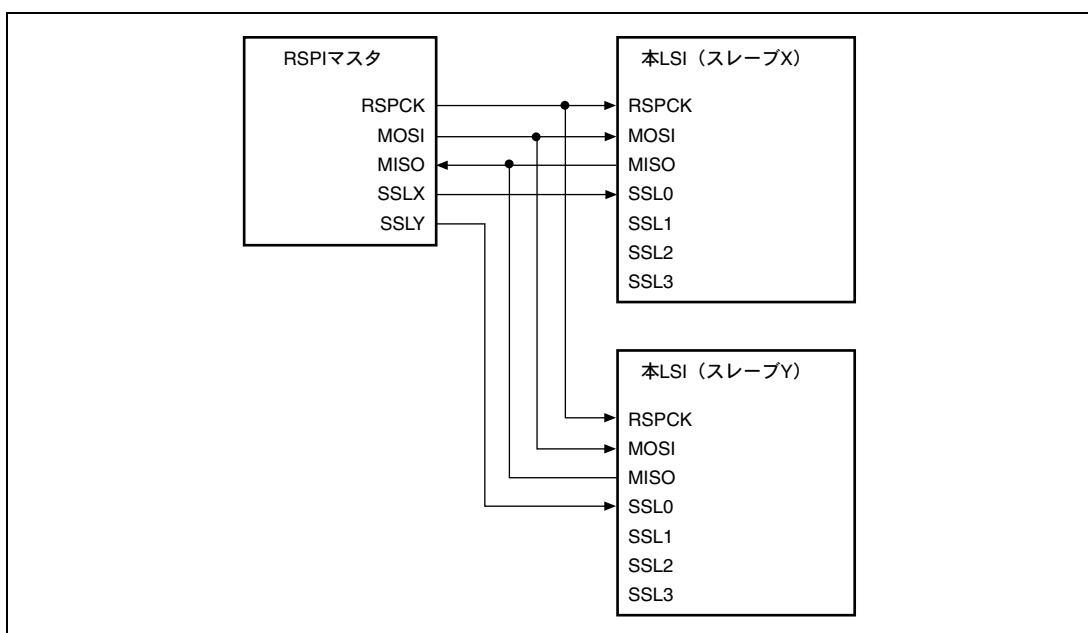 RSPIマスタ
RSPCK
MOSI
MISO
SSLX
SSLY
本LSI（スレーブX）
RSPCK
MOSI
MISO
SSL0
SSL1
SSL2
SSL3
本LSI（スレーブY）
RSPCK
MOSI
MISO
SSL0
SSL1
SSL2
SSL3